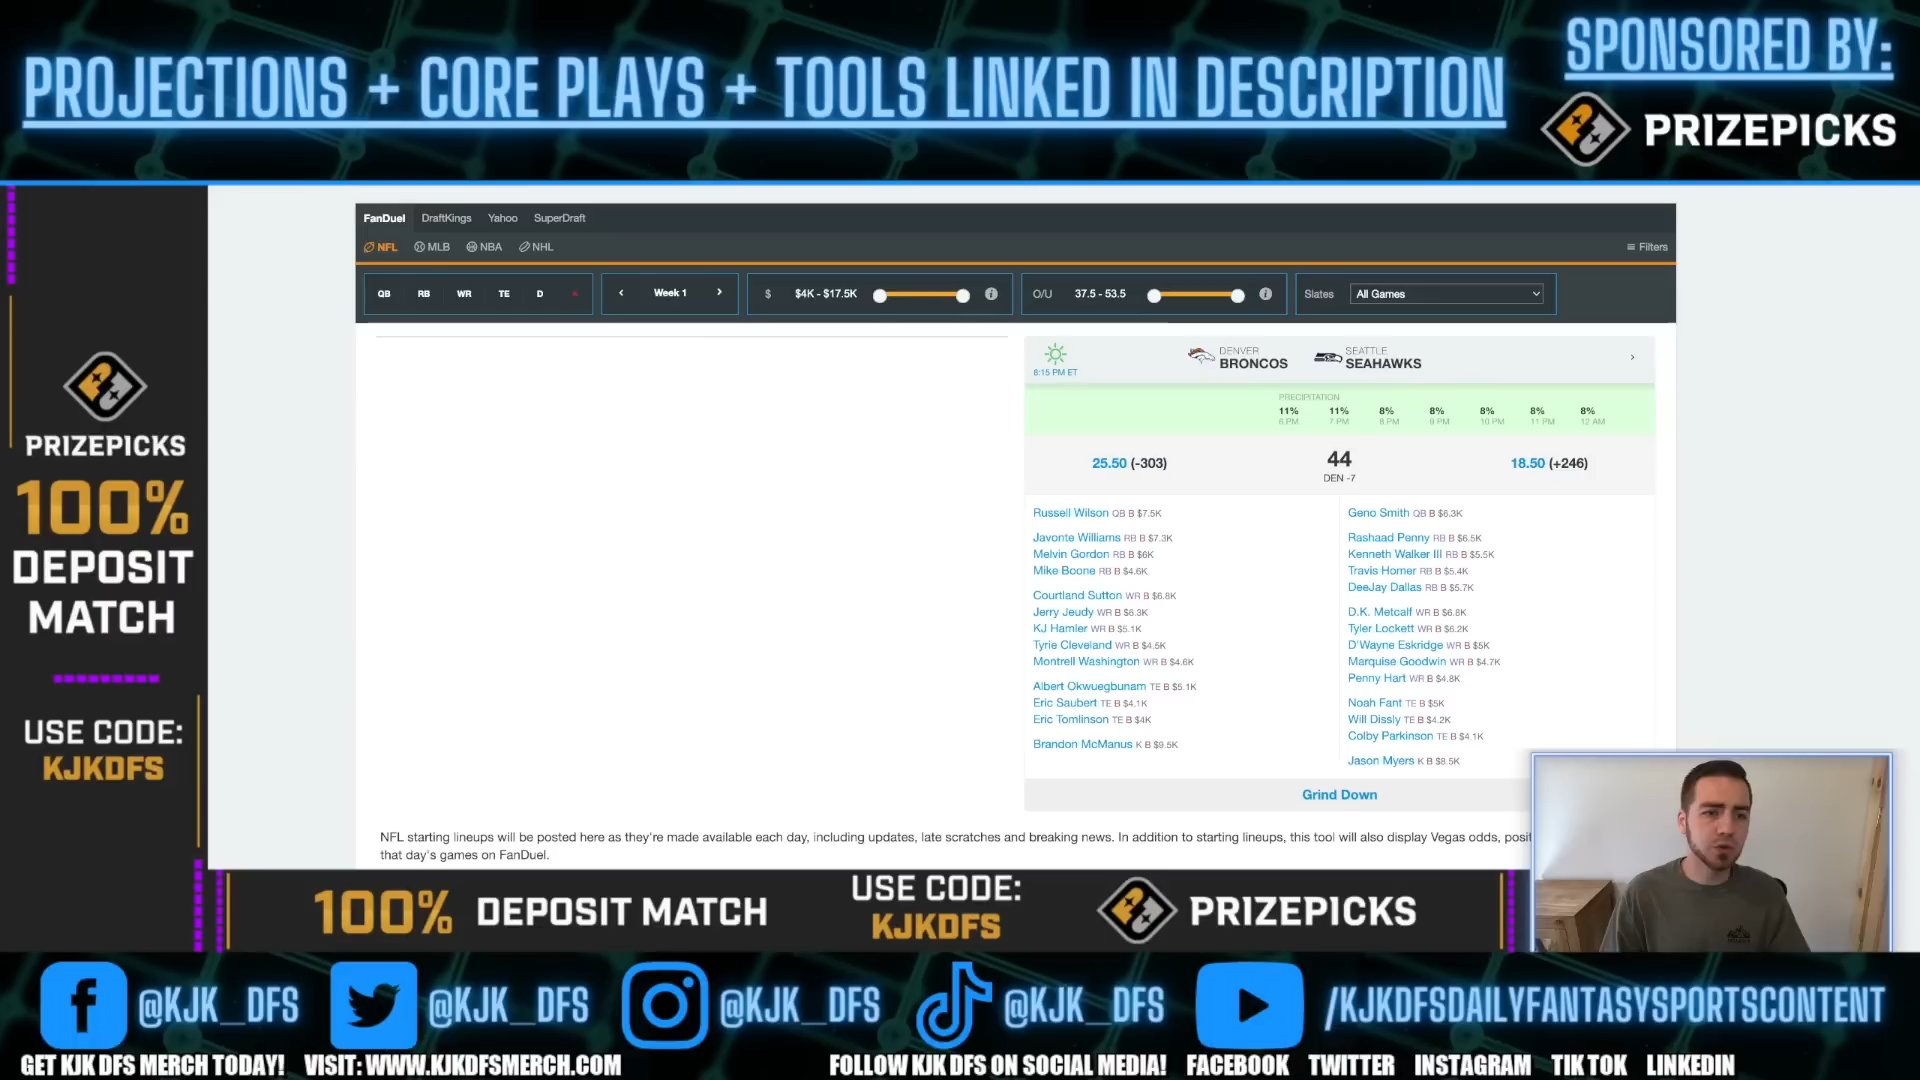 PROJECTIONS + CORE PLAYS + TOOLS LINKED IN DESCRIPTION
SPONSORED BY:
PRIZEPICKS
FanDuel DraftKings Yahoo SuperDraft
NFL MLB NBA NHL
Filters
QB RB WR TE D
Week 1
$ $4K - $17.5K
O/U 37.5 - 53.5
Slates All Games
8:15 PM ET
DENVER
BRONCOS
SEATTLE
SEAHAWKS
PRECIPITATION
11% 11% 8% 8% 8% 8% 8%
6 PM 7 PM 8 PM 9 PM 10 PM 11 PM 12 AM
25.50 (-303)
44
DEN -7
18.50 (+246)
Russell Wilson QB B $7.5K
Javonte Williams RB B $7.3K
Melvin Gordon RB B $6K
Mike Boone RB B $4.6K
Courtland Sutton WR B $6.8K
Jerry Jeudy WR B $6.3K
KJ Hamler WR B $5.1K
Tyrie Cleveland WR B $4.5K
Montrell Washington WR B $4.6K
Albert Okwuegbunam TE B $5.1K
Eric Saubert TE B $4.1K
Eric Tomlinson TE B $4K
Brandon McManus K B $9.5K
Geno Smith QB B $6.3K
Rashaad Penny RB B $6.5K
Kenneth Walker III RB B $5.5K
Travis Homer RB B $5.4K
DeeJay Dallas RB B $5.7K
D.K. Metcalf WR B $6.8K
Tyler Lockett WR B $6.2K
D'Wayne Eskridge WR B $5K
Marquise Goodwin WR B $4.7K
Penny Hart WR B $4.8K
Noah Fant TE B $5K
Will Dissly TE B $4.2K
Colby Parkinson TE B $4.1K
Jason Myers K B $8.5K
Grind Down
NFL starting lineups will be posted here as they're made available each day, including updates, late scratches and breaking news. In addition to starting lineups, this tool will also display Vegas odds,
that day's games on FanDuel.
PRIZEPICKS
100%
DEPOSIT
MATCH
USE CODE:
KJKDFS
100% DEPOSIT MATCH
USE CODE:
KJKDFS
PRIZEPICKS
@KJK_DFS @KJK_DFS @KJK_DFS @KJK_DFS /KJKDFSDAILYFANTASYSPORTSCONTENT
GET KJK DFS MERCH TODAY! VISIT: WWW.KJKDFSMERCH.COM FOLLOW KJK DFS ON SOCIAL MEDIA! FACEBOOK TWITTER INSTAGRAM TIK TOK LINKEDIN